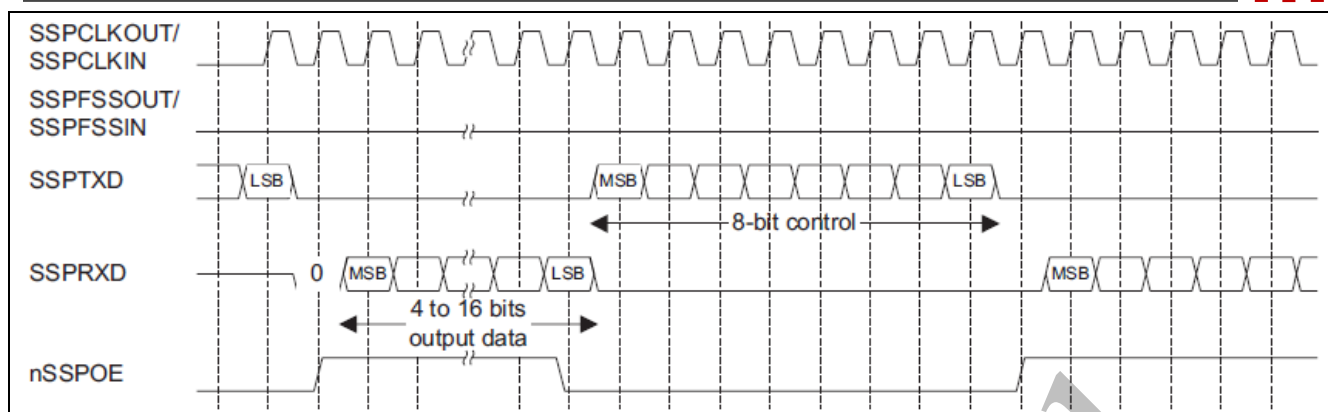 SSPCLKOUT/
SSPCLKIN
SSPFSSOUT/
SSPFSSIN
SSPTXD
LSB
MSB
LSB
8-bit control
SSPRXD
0
MSB
LSB
MSB
4 to 16 bits
output data
nSSPOE